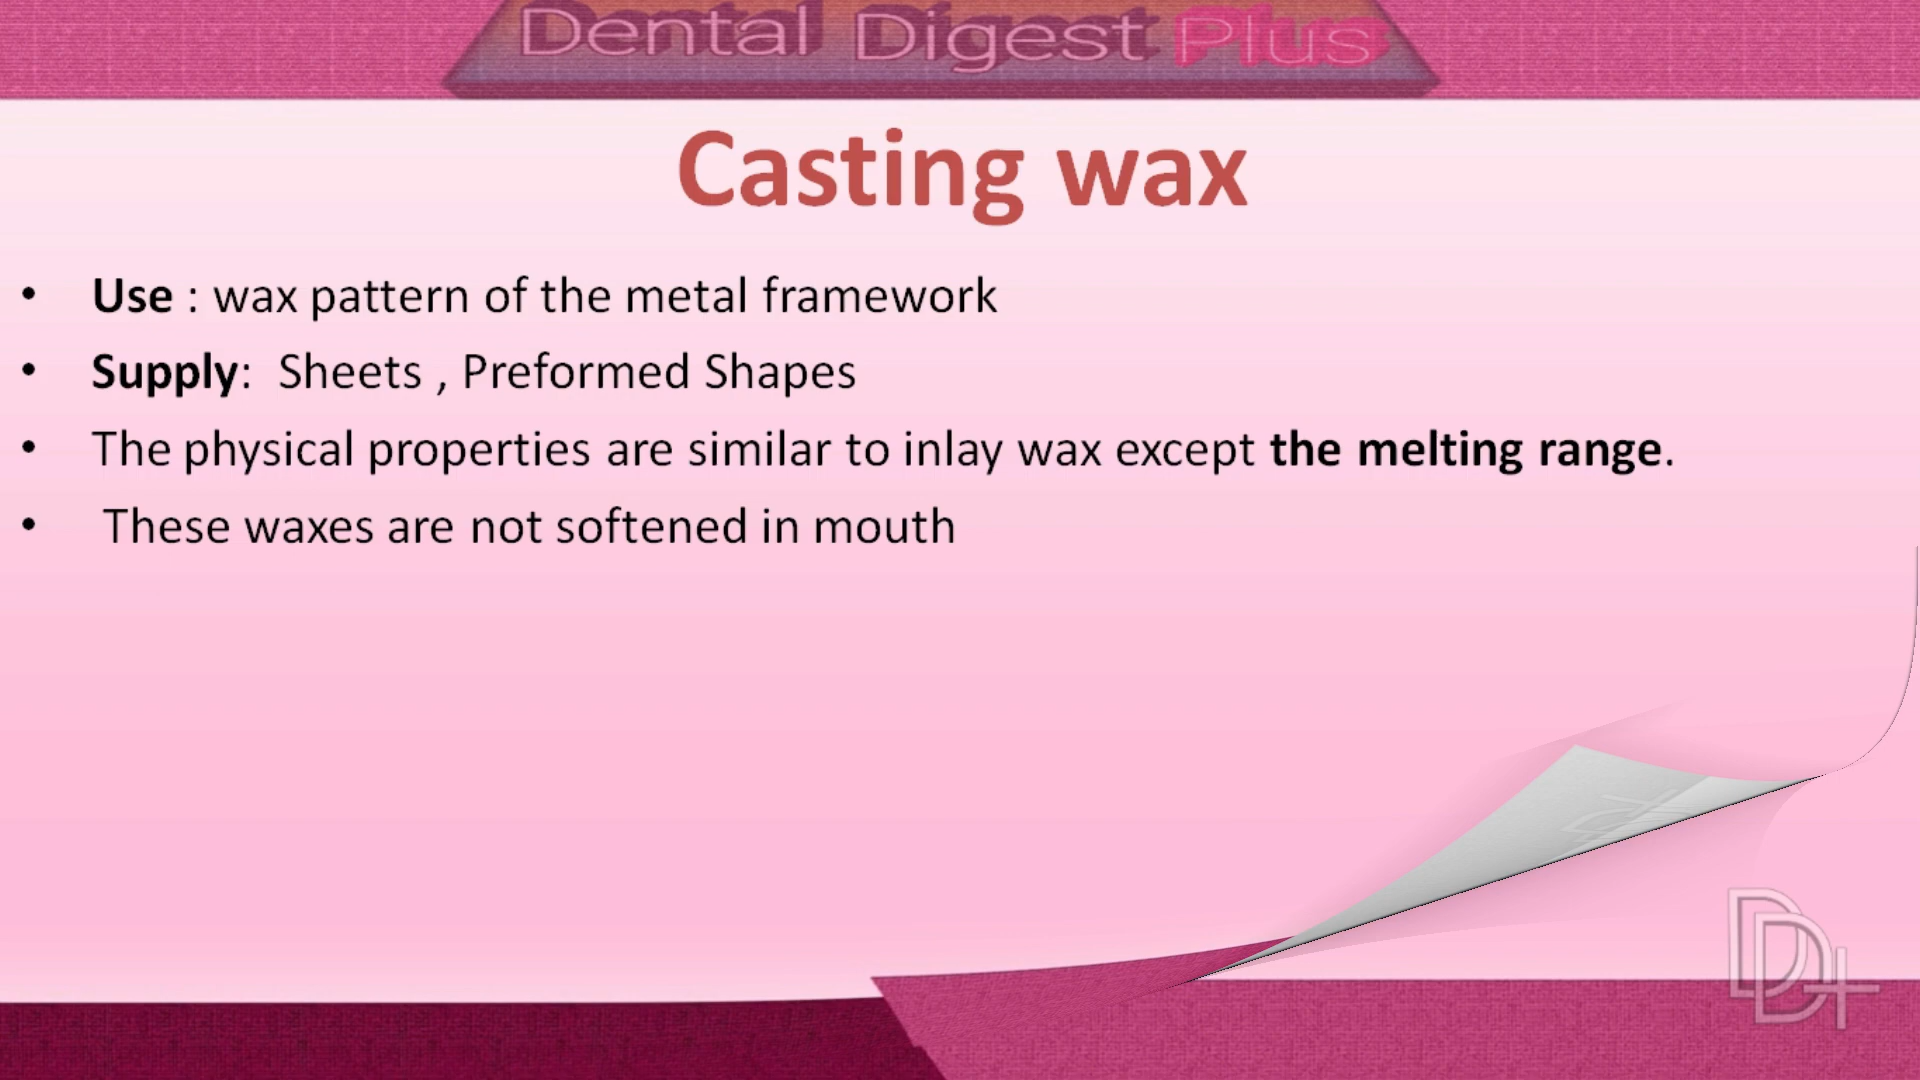 Dental Digest Plus
Casting wax
• Use : wax pattern of the metal framework
• Supply: Sheets , Preformed Shapes
• The physical properties are similar to inlay wax except the melting range.
• These waxes are not softened in mouth
DD+